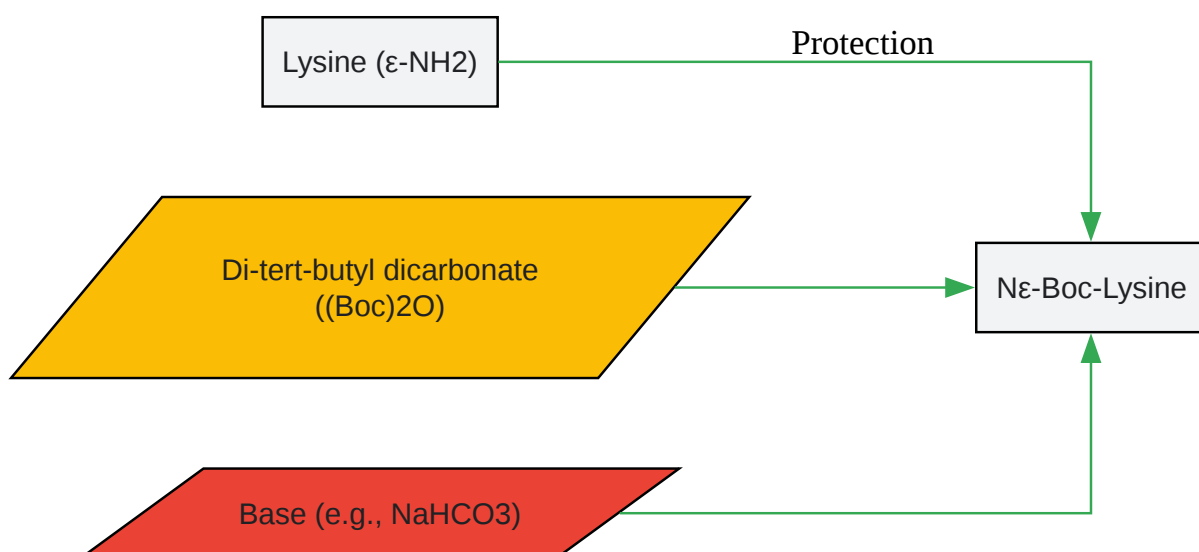 Protection
Lysine (ε-NH2)
Di-tert-butyl dicarbonate
((Boc)2O)
Nε-Boc-Lysine
Base (e.g., NaHCO3)